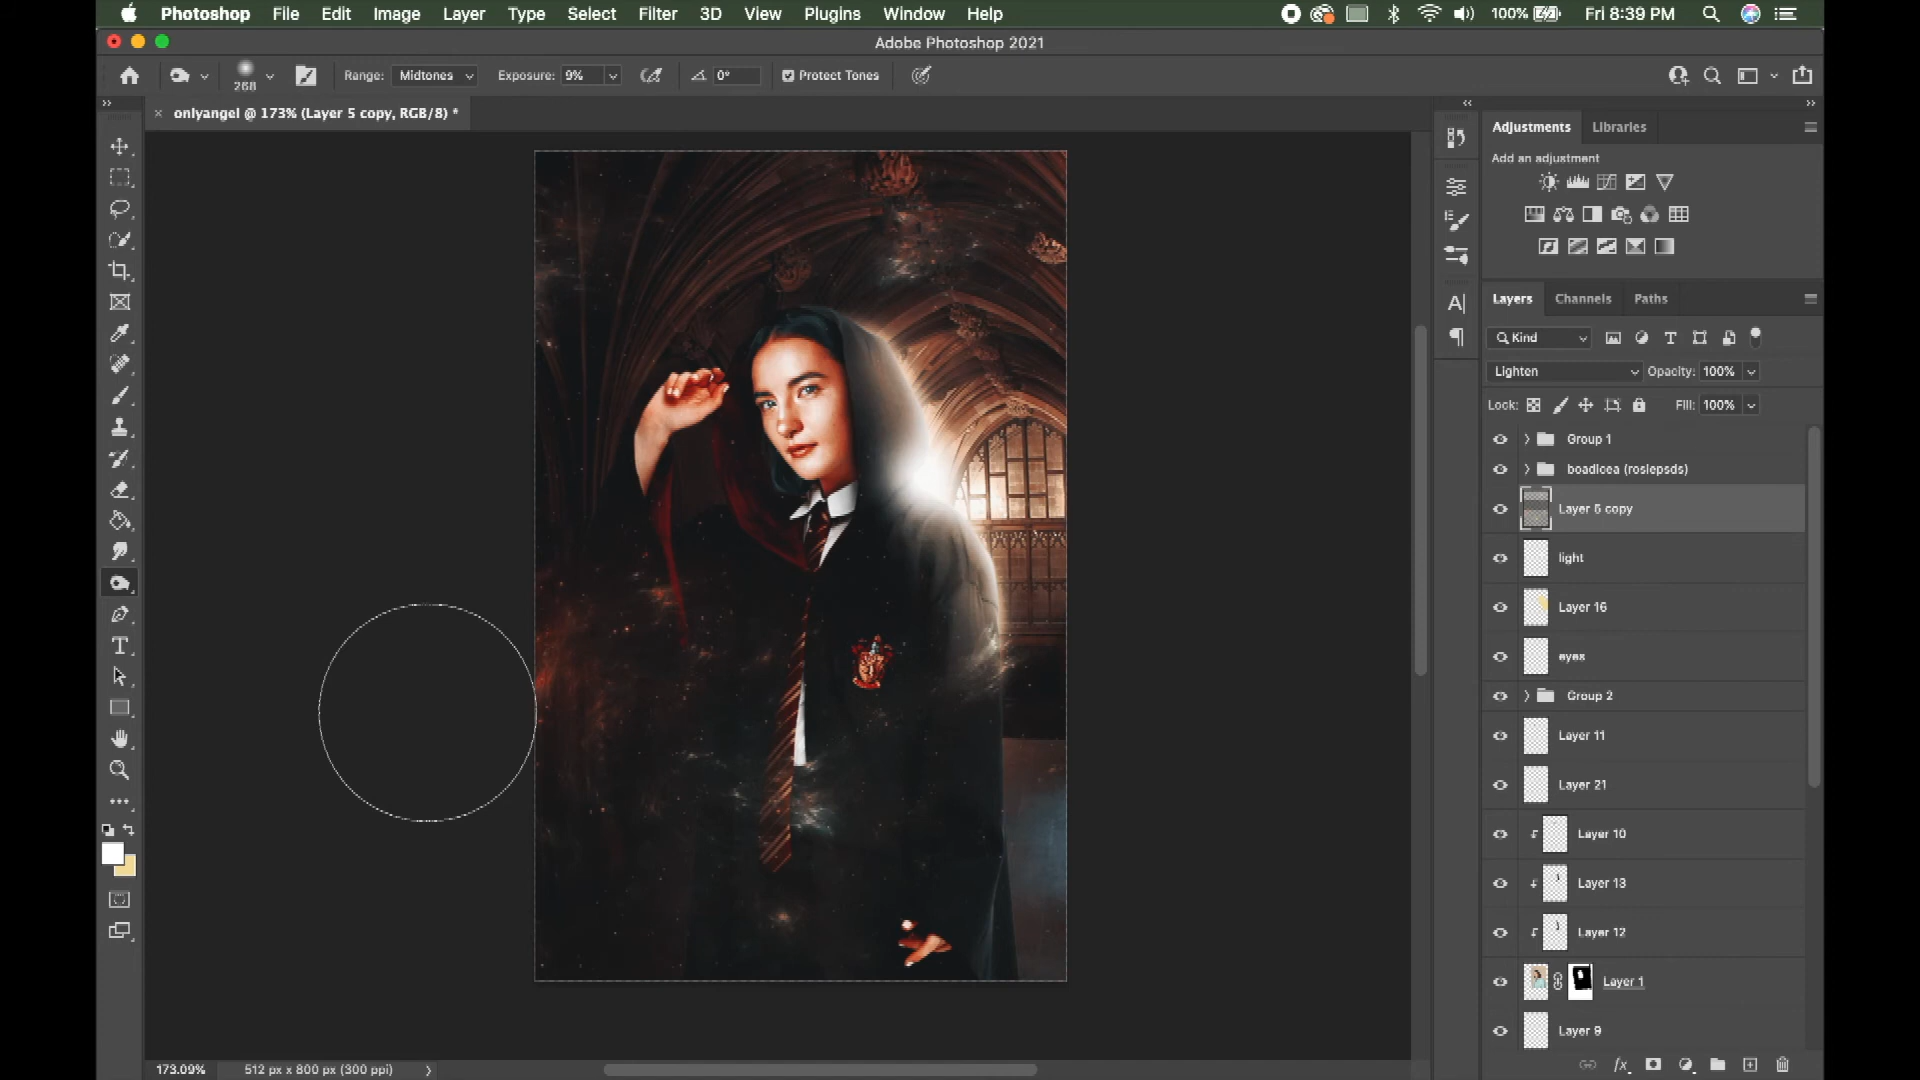 Photoshop File Edit Image Layer Type Select Filter 3D View Plugins Window Help 100% Fri 8:39 PM
Adobe Photoshop 2021
268 Range: Midtones Exposure: 9% 0° Protect Tones
onlyangel @ 173% (Layer 5 copy, RGB/8) *
Adjustments Libraries
Add an adjustment
Layers Channels Paths
Kind
Lighten Opacity: 100%
Lock: Fill: 100%
Group 1
boadicea (rosiepsds)
Layer 5 copy
light
Layer 16
eyes
Group 2
Layer 11
Layer 21
Layer 10
Layer 13
Layer 12
Layer 1
Layer 9
173.09% 512 px x 800 px (300 ppi)